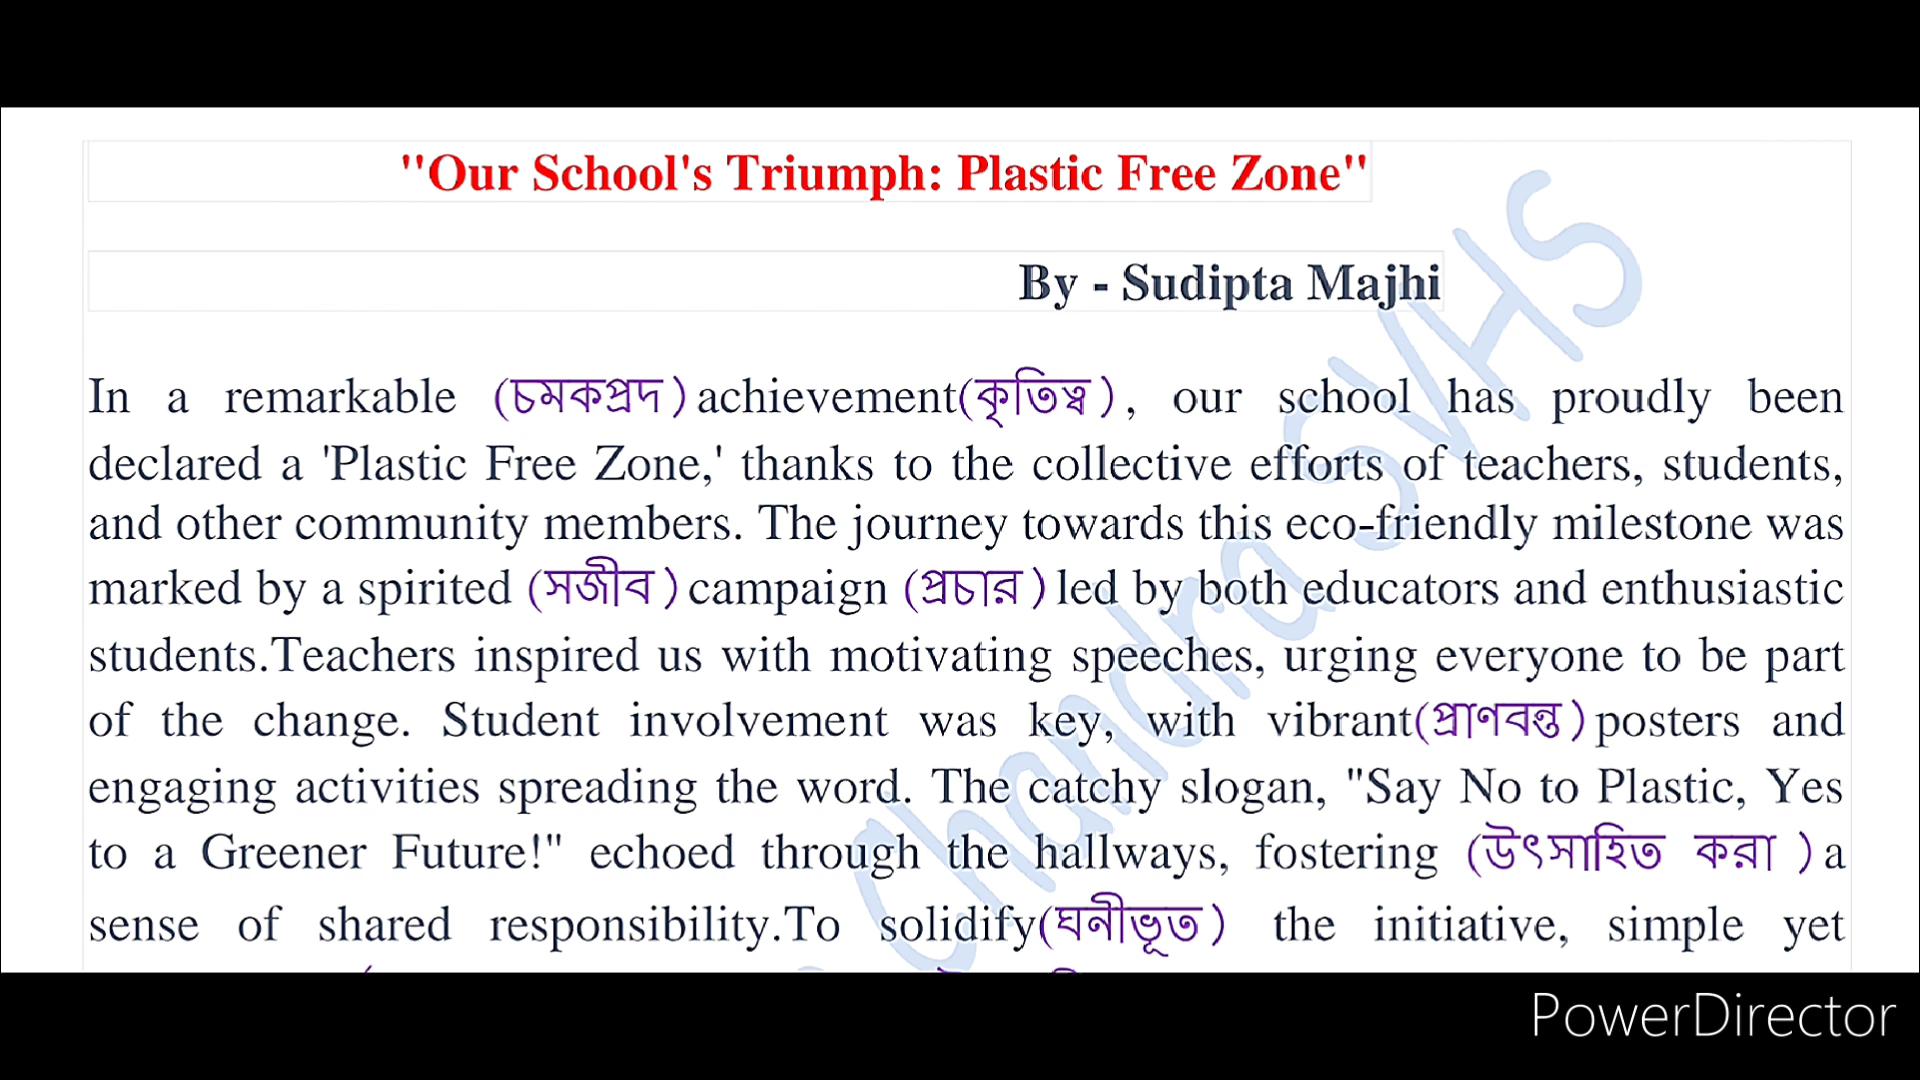 "Our School's Triumph: Plastic Free Zone"
By - Sudipta Majhi
In a remarkable (চমকপ্রদ) achievement(কৃতিত্ব), our school has proudly been
declared a 'Plastic Free Zone,' thanks to the collective efforts of teachers, students,
and other community members. The journey towards this eco-friendly milestone was
marked by a spirited (সজীব) campaign (প্রচার) led by both educators and enthusiastic
students.Teachers inspired us with motivating speeches, urging everyone to be part
of the change. Student involvement was key, with vibrant(প্রাণবন্ত) posters and
engaging activities spreading the word. The catchy slogan, "Say No to Plastic, Yes
to a Greener Future!" echoed through the hallways, fostering (উৎসাহিত করা) a
sense of shared responsibility.To solidify(ঘনীভূত) the initiative, simple yet
Chandra SVHS
PowerDirector